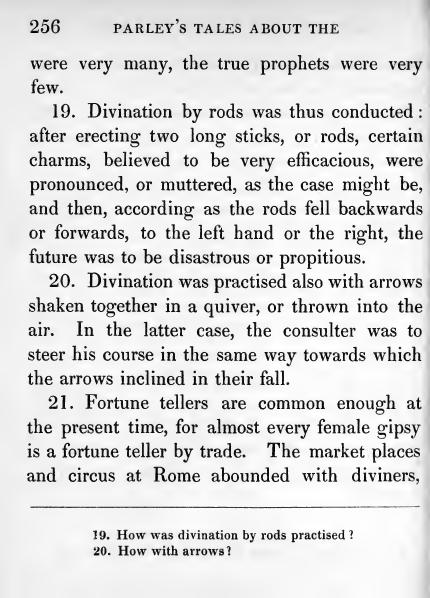 256 PARLEY'S TALES ABOUT THE
were very many, the true prophets were very
few.
19. Divination by rods was thus conducted :
after erecting two long sticks, or rods, certain
charms, believed to be very efficacious, were
pronounced, or muttered, as the case might be,
and then, according as the rods fell backwards
or forwards, to the left hand or the right, the
future was to be disastrous or propitious.
20. Divination was practised also with arrows
shaken together in a quiver, or thrown into the
air. In the latter case, the consulter was to
steer his course in the same way towards which
the arrows inclined in their fall.
21. Fortune tellers are common enough at
the present time, for almost every female gipsy
is a fortune teller by trade. The market places
and circus at Rome abounded with diviners,
19. How was divination by rods practised ?
20. How with arrows ?